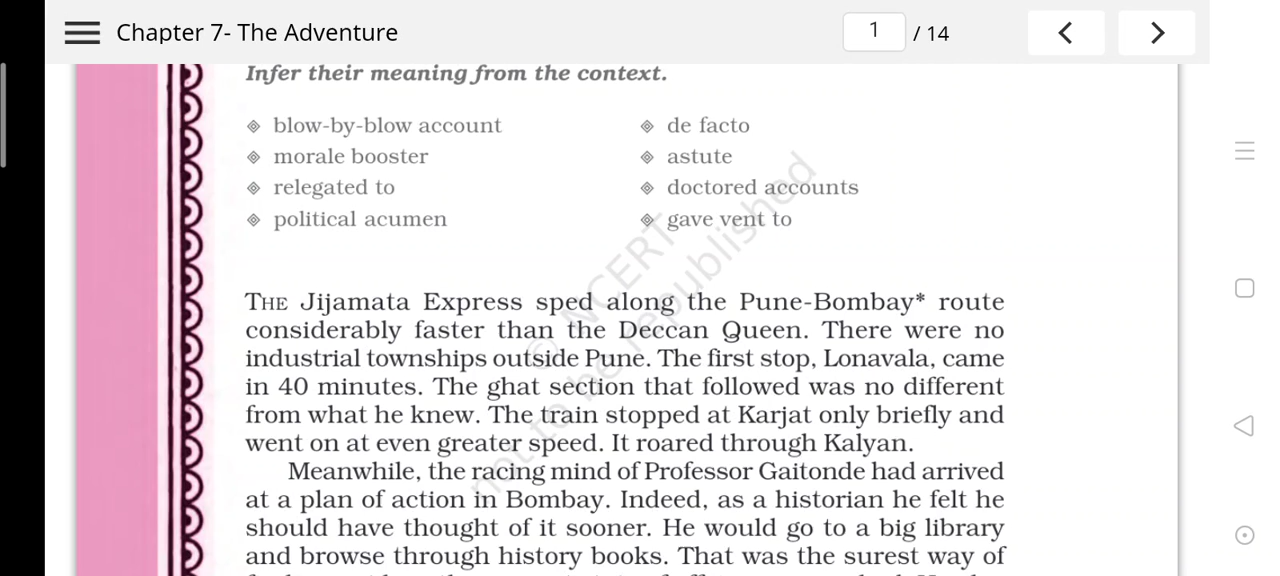 Chapter 7- The Adventure
1 / 14
Infer their meaning from the context.
blow-by-blow account
de facto
morale booster
astute
relegated to
doctored accounts
political acumen
gave vent to
© NCERT
not to be republished
THE Jijamata Express sped along the Pune-Bombay* route
considerably faster than the Deccan Queen. There were no
industrial townships outside Pune. The first stop, Lonavala, came
in 40 minutes. The ghat section that followed was no different
from what he knew. The train stopped at Karjat only briefly and
went on at even greater speed. It roared through Kalyan.
Meanwhile, the racing mind of Professor Gaitonde had arrived
at a plan of action in Bombay. Indeed, as a historian he felt he
should have thought of it sooner. He would go to a big library
and browse through history books. That was the surest way of